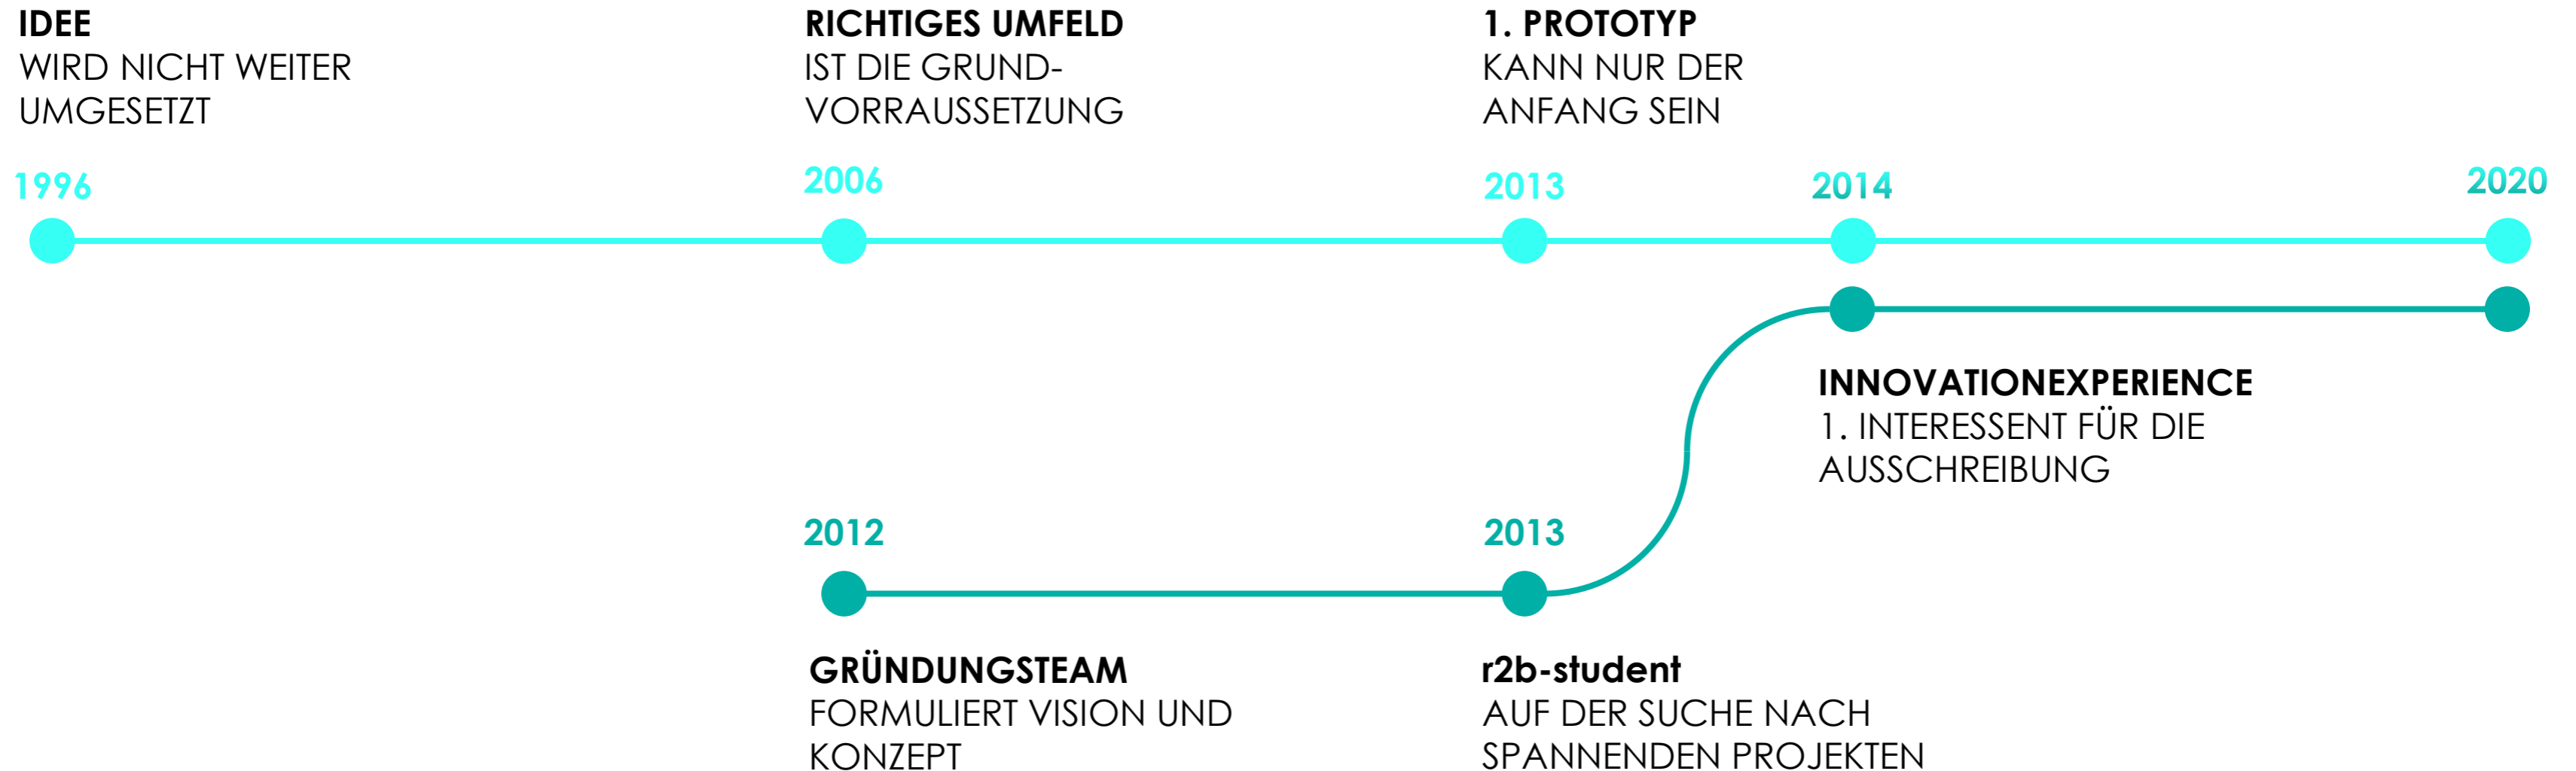 IDEE
WIRD NICHT WEITER
UMGESETZT
RICHTIGES UMFELD
IST DIE GRUND-
VORRAUSSETZUNG
1. PROTOTYP
KANN NUR DER
ANFANG SEIN
1996
2006
2013
2014
2020
INNOVATIONEXPERIENCE
1. INTERESSENT FÜR DIE
AUSSCHREIBUNG
2012
2013
GRÜNDUNGSTEAM
FORMULIERT VISION UND
KONZEPT
r2b-student
AUF DER SUCHE NACH
SPANNENDEN PROJEKTEN